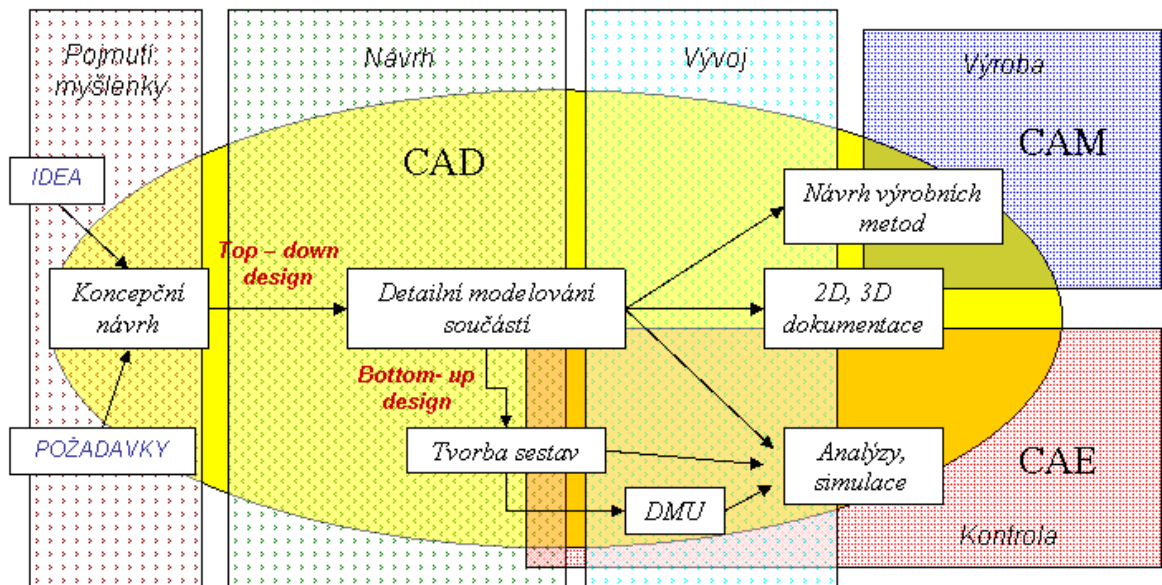 Pojmutí
myšlenky
Návrh
Vývoj
Výroba
CAD
CAM
IDEA
Návrh výrobních
metod
Top – down
design
Koncepční
návrh
Detailní modelování
součástí
2D, 3D
dokumentace
Bottom- up
design
POŽADAVKY
Tvorba sestav
Analýzy,
simulace
CAE
DMU
Kontrola